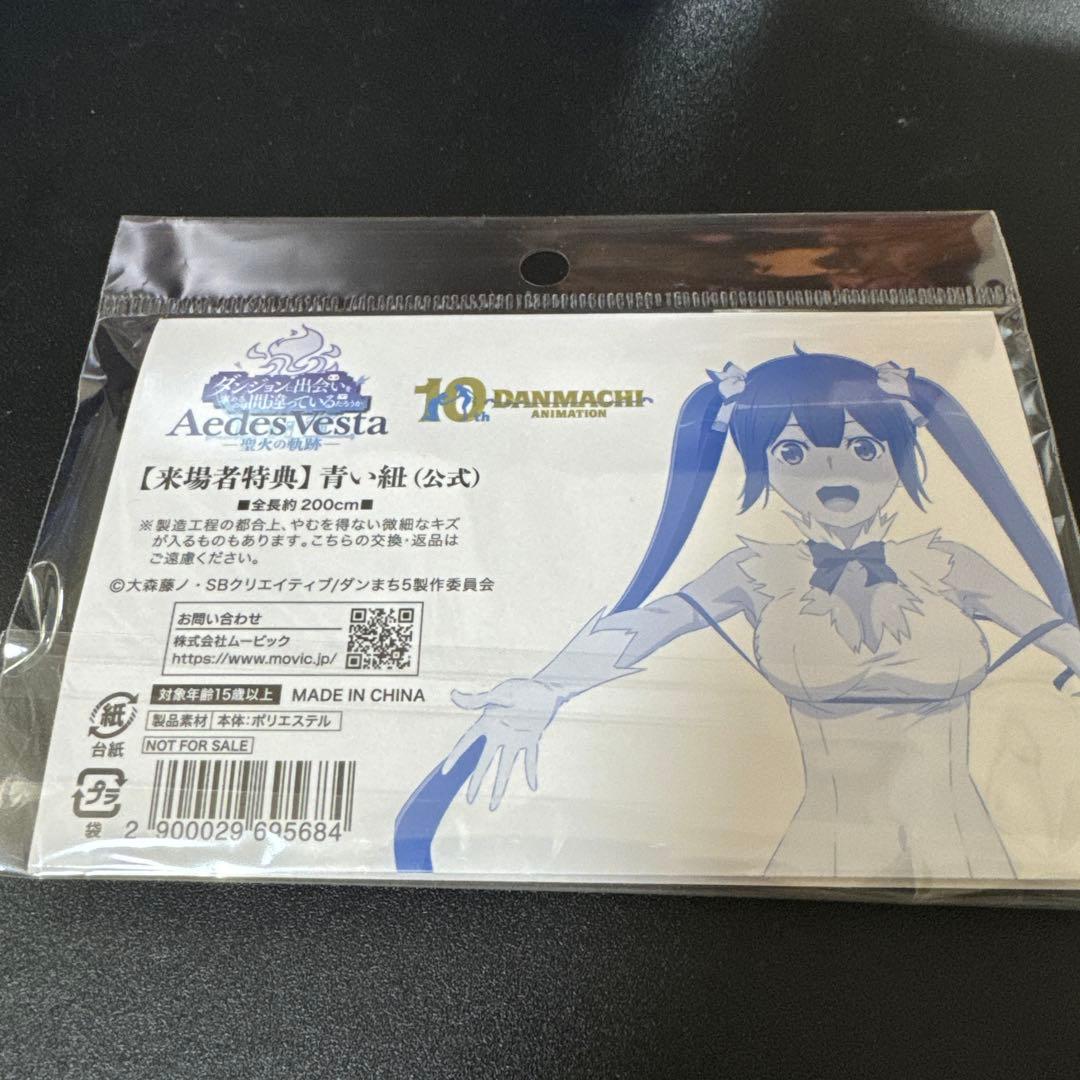 ダンジョンに出会いを
求めるのは間違っているだろうか
Aedes Vesta
―聖火の軌跡―
10th DANMACHI
ANIMATION
【来場者特典】青い紐(公式)
■全長約 200cm■
※製造工程の都合上、やむを得ない微細なキズ
が入るものもあります。こちらの交換・返品は
ご遠慮ください。
©大森藤ノ・SBクリエイティブ/ダンまち5製作委員会
お問い合わせ
株式会社ムービック
https://www.movic.jp/
対象年齢15歳以上 MADE IN CHINA
製品素材 本体:ポリエステル
NOT FOR SALE
紙
台紙
プラ
袋
2 900029 695684